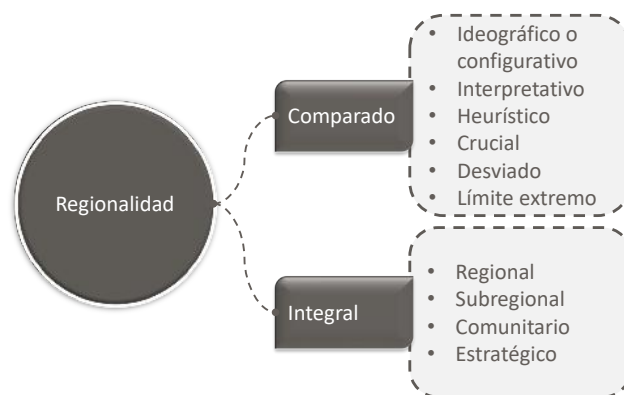 Regionalidad
Comparado
• Ideográfico o
configurativo
• Interpretativo
• Heurístico
• Crucial
• Desviado
• Límite extremo
Integral
• Regional
• Subregional
• Comunitario
• Estratégico